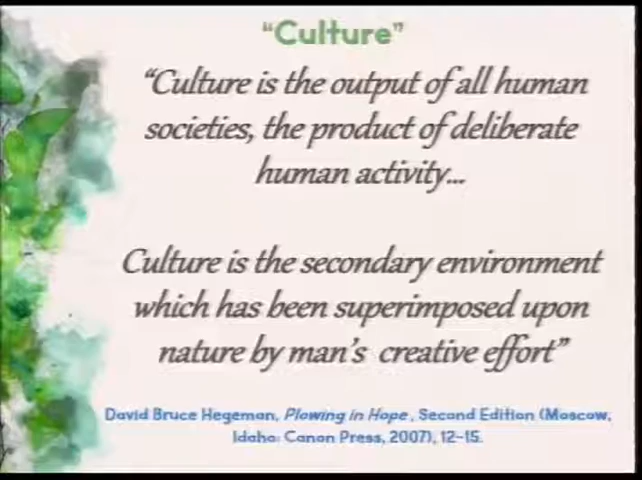 “Culture”
“Culture is the output of all human
societies, the product of deliberate
human activity...
Culture is the secondary environment
which has been superimposed upon
nature by man’s creative effort”
David Bruce Hegeman, Plowing in Hope, Second Edition (Moscow,
Idaho: Canon Press, 2007), 12-15.